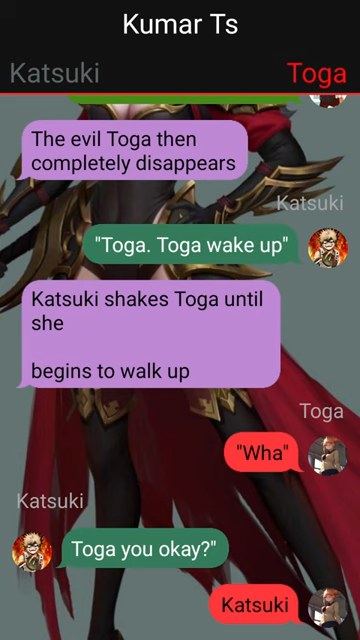 Kumar Ts
Katsuki
Toga
The evil Toga then
completely disappears
Katsuki
"Toga. Toga wake up"
Katsuki shakes Toga until
she
begins to walk up
Toga
"Wha"
Katsuki
Toga you okay?"
Katsuki